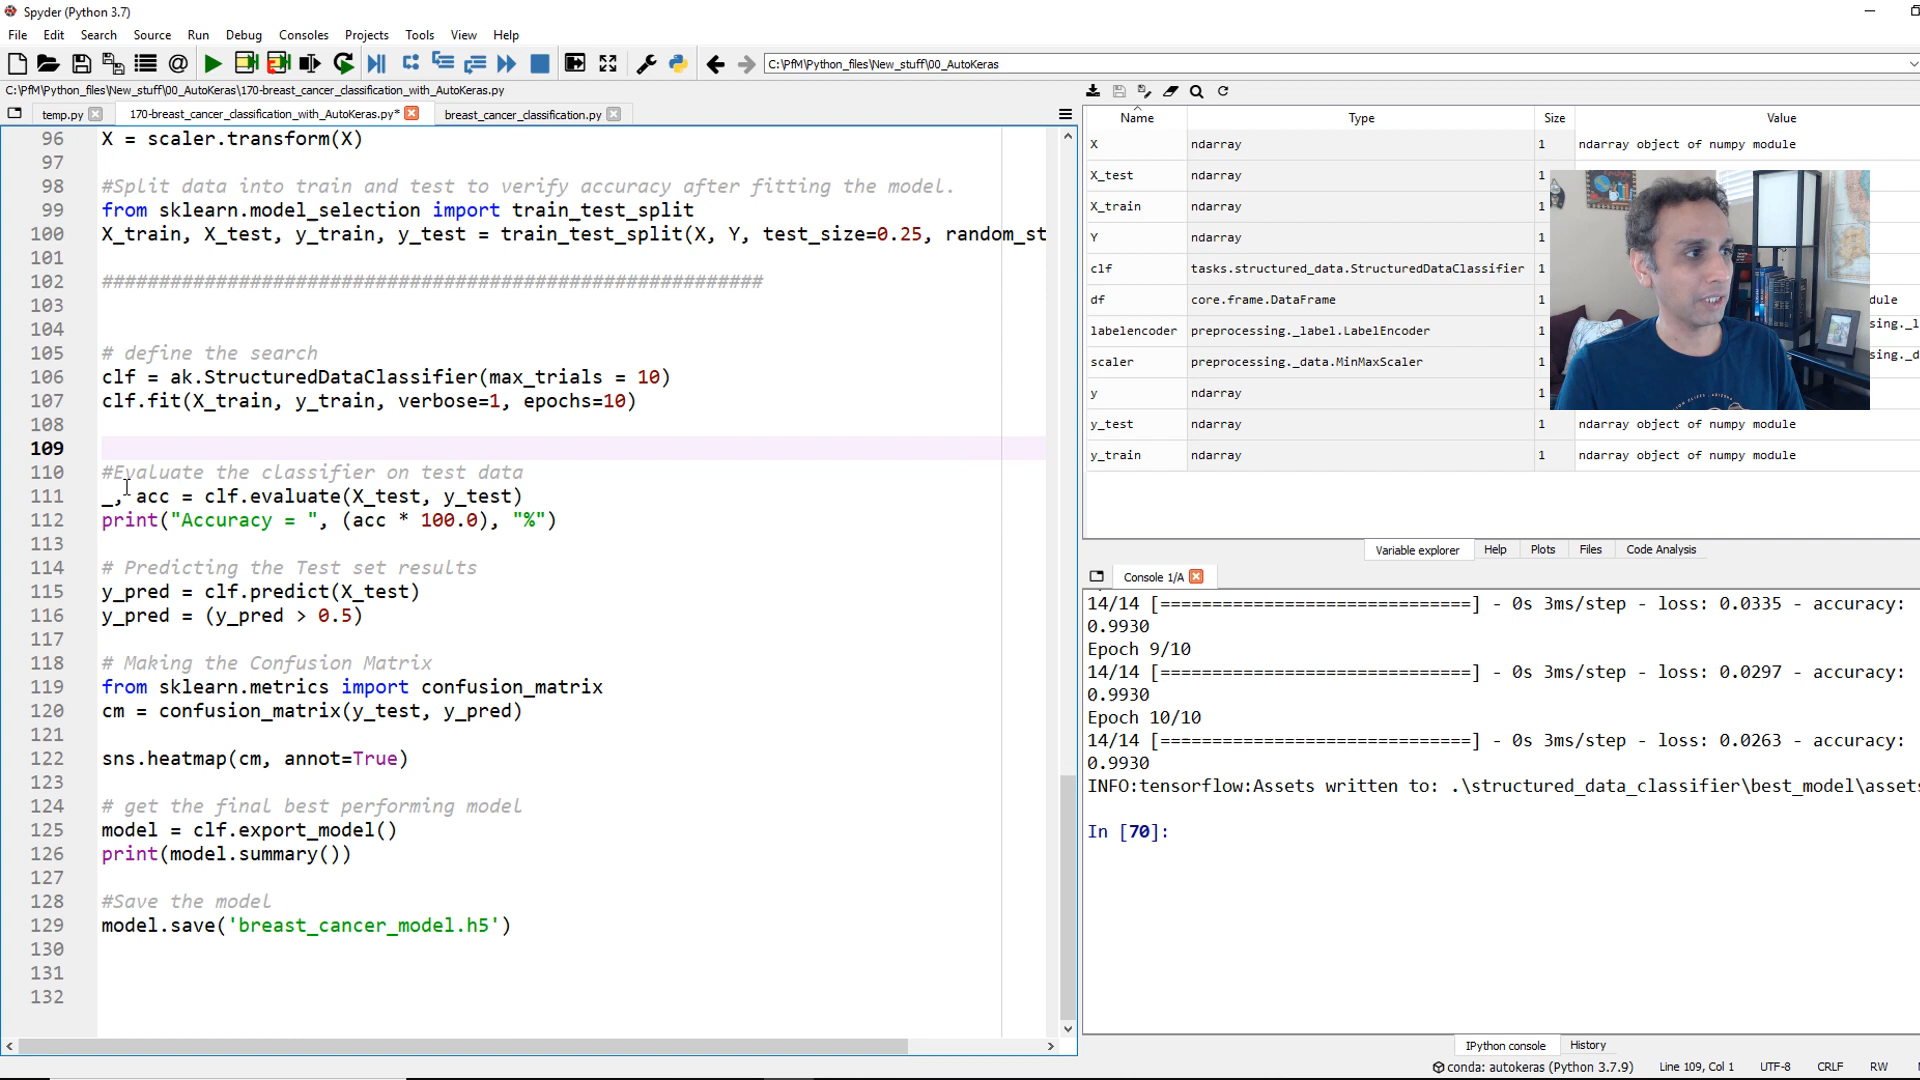 Spyder (Python 3.7)
File Edit Search Source Run Debug Consoles Projects Tools View Help
C:\PfM\Python_files\New_stuff\00_AutoKeras
C:\PfM\Python_files\New_stuff\00_AutoKeras\170-breast_cancer_classification_with_AutoKeras.py
temp.py 170-breast_cancer_classification_with_AutoKeras.py* breast_cancer_classification.py
96 X = scaler.transform(X)
97
98 #Split data into train and test to verify accuracy after fitting the model.
99 from sklearn.model_selection import train_test_split
100 X_train, X_test, y_train, y_test = train_test_split(X, Y, test_size=0.25, random_st
101
102 ##########################################################
103
104
105 # define the search
106 clf = ak.StructuredDataClassifier(max_trials = 10)
107 clf.fit(X_train, y_train, verbose=1, epochs=10)
108
109
110 #Evaluate the classifier on test data
111 _, acc = clf.evaluate(X_test, y_test)
112 print("Accuracy = ", (acc * 100.0), "%")
113
114 # Predicting the Test set results
115 y_pred = clf.predict(X_test)
116 y_pred = (y_pred > 0.5)
117
118 # Making the Confusion Matrix
119 from sklearn.metrics import confusion_matrix
120 cm = confusion_matrix(y_test, y_pred)
121
122 sns.heatmap(cm, annot=True)
123
124 # get the final best performing model
125 model = clf.export_model()
126 print(model.summary())
127
128 #Save the model
129 model.save('breast_cancer_model.h5')
130
131
132
Name Type Size Value
X ndarray 1 ndarray object of numpy module
X_test ndarray 1
X_train ndarray 1
Y ndarray 1
clf tasks.structured_data.StructuredDataClassifier 1
df core.frame.DataFrame 1 dule
labelencoder preprocessing._label.LabelEncoder 1 sing._l
scaler preprocessing._data.MinMaxScaler 1 sing._d
y ndarray 1
y_test ndarray 1 ndarray object of numpy module
y_train ndarray 1 ndarray object of numpy module
Variable explorer Help Plots Files Code Analysis
Console 1/A
14/14 [==============================] - 0s 3ms/step - loss: 0.0335 - accuracy:
0.9930
Epoch 9/10
14/14 [==============================] - 0s 3ms/step - loss: 0.0297 - accuracy:
0.9930
Epoch 10/10
14/14 [==============================] - 0s 3ms/step - loss: 0.0263 - accuracy:
0.9930
INFO:tensorflow:Assets written to: .\structured_data_classifier\best_model\assets
In [70]:
IPython console History
conda: autokeras (Python 3.7.9) Line 109, Col 1 UTF-8 CRLF RW